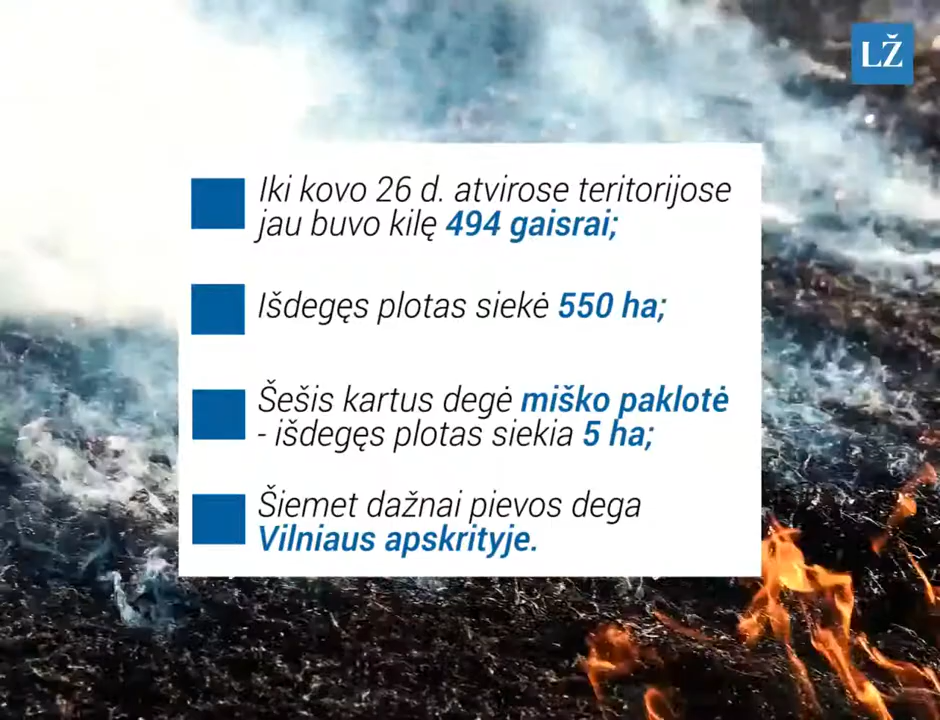 LŽ
Iki kovo 26 d. atvirose teritorijose
jau buvo kilę 494 gaisrai;
Išdegęs plotas siekė 550 ha;
Šešis kartus degė miško paklotė
- išdegęs plotas siekia 5 ha;
Šiemet dažnai pievos dega
Vilniaus apskrityje.